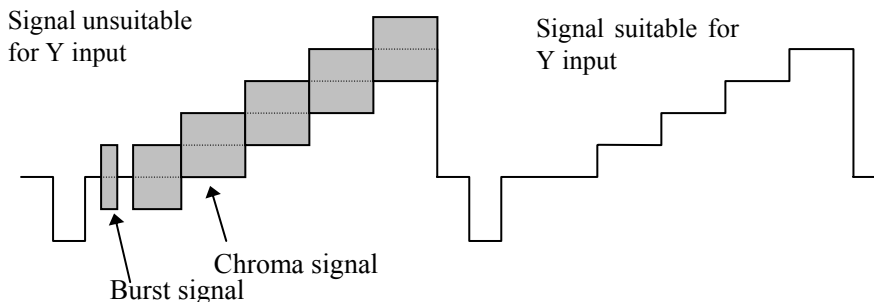 Signal unsuitable
for Y input
Signal suitable for
Y input
Chroma signal
Burst signal